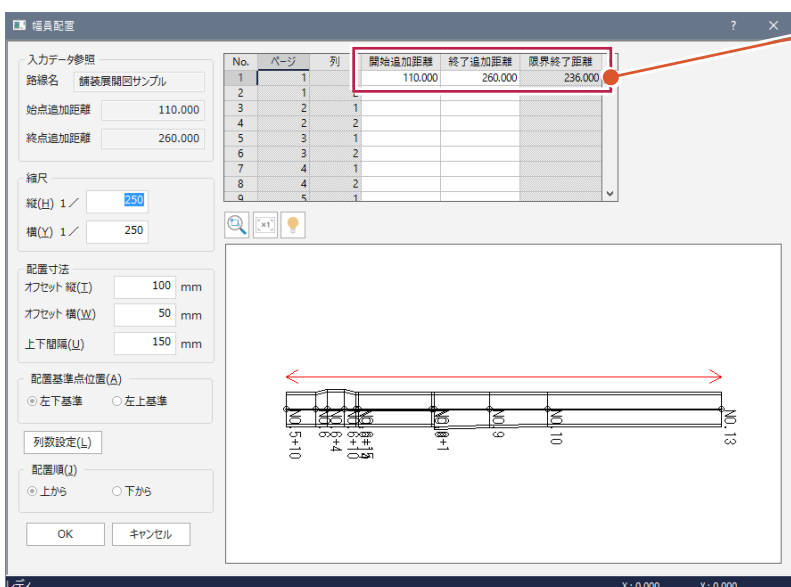 幅員配置
? ×
入力データ参照
路線名 舗装展開図サンプル
始点追加距離 110.000
終点追加距離 260.000
縮尺
縦(H) 1/ 250
横(Y) 1/ 250
配置寸法
オフセット 縦(T) 100 mm
オフセット 横(W) 50 mm
上下間隔(U) 150 mm
配置基準点位置(A)
左下基準 左上基準
列数設定(L)
配置順(J)
上から 下から
OK キャンセル
No. ページ 列 開始追加距離 終了追加距離 限界終了距離
1 1 110.000 260.000 236.000
2 1 2
3 2 1
4 2 2
5 3 1
6 3 2
7 4 1
8 4 2
9 5 1
×1
NO.5+10
NO.9
NO.10
NO.13
レディ
X : 0.000 Y : 0.000